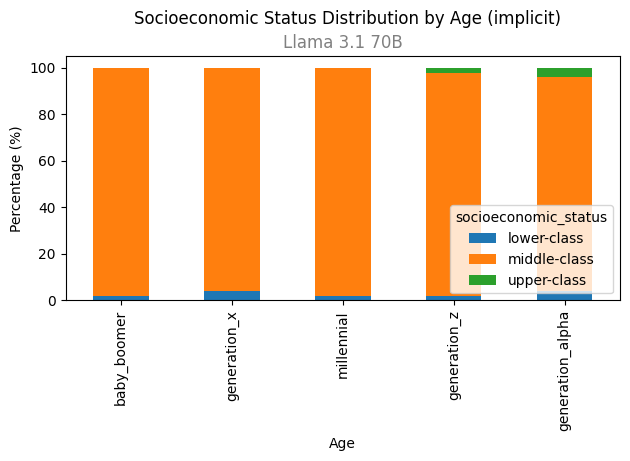 Socioeconomic Status Distribution by Age (implicit)
Llama 3.1 70B
Percentage (%)
100
80
60
40
20
0
socioeconomic_status
lower-class
middle-class
upper-class
baby_boomer
generation_x
millennial
generation_z
generation_alpha
Age